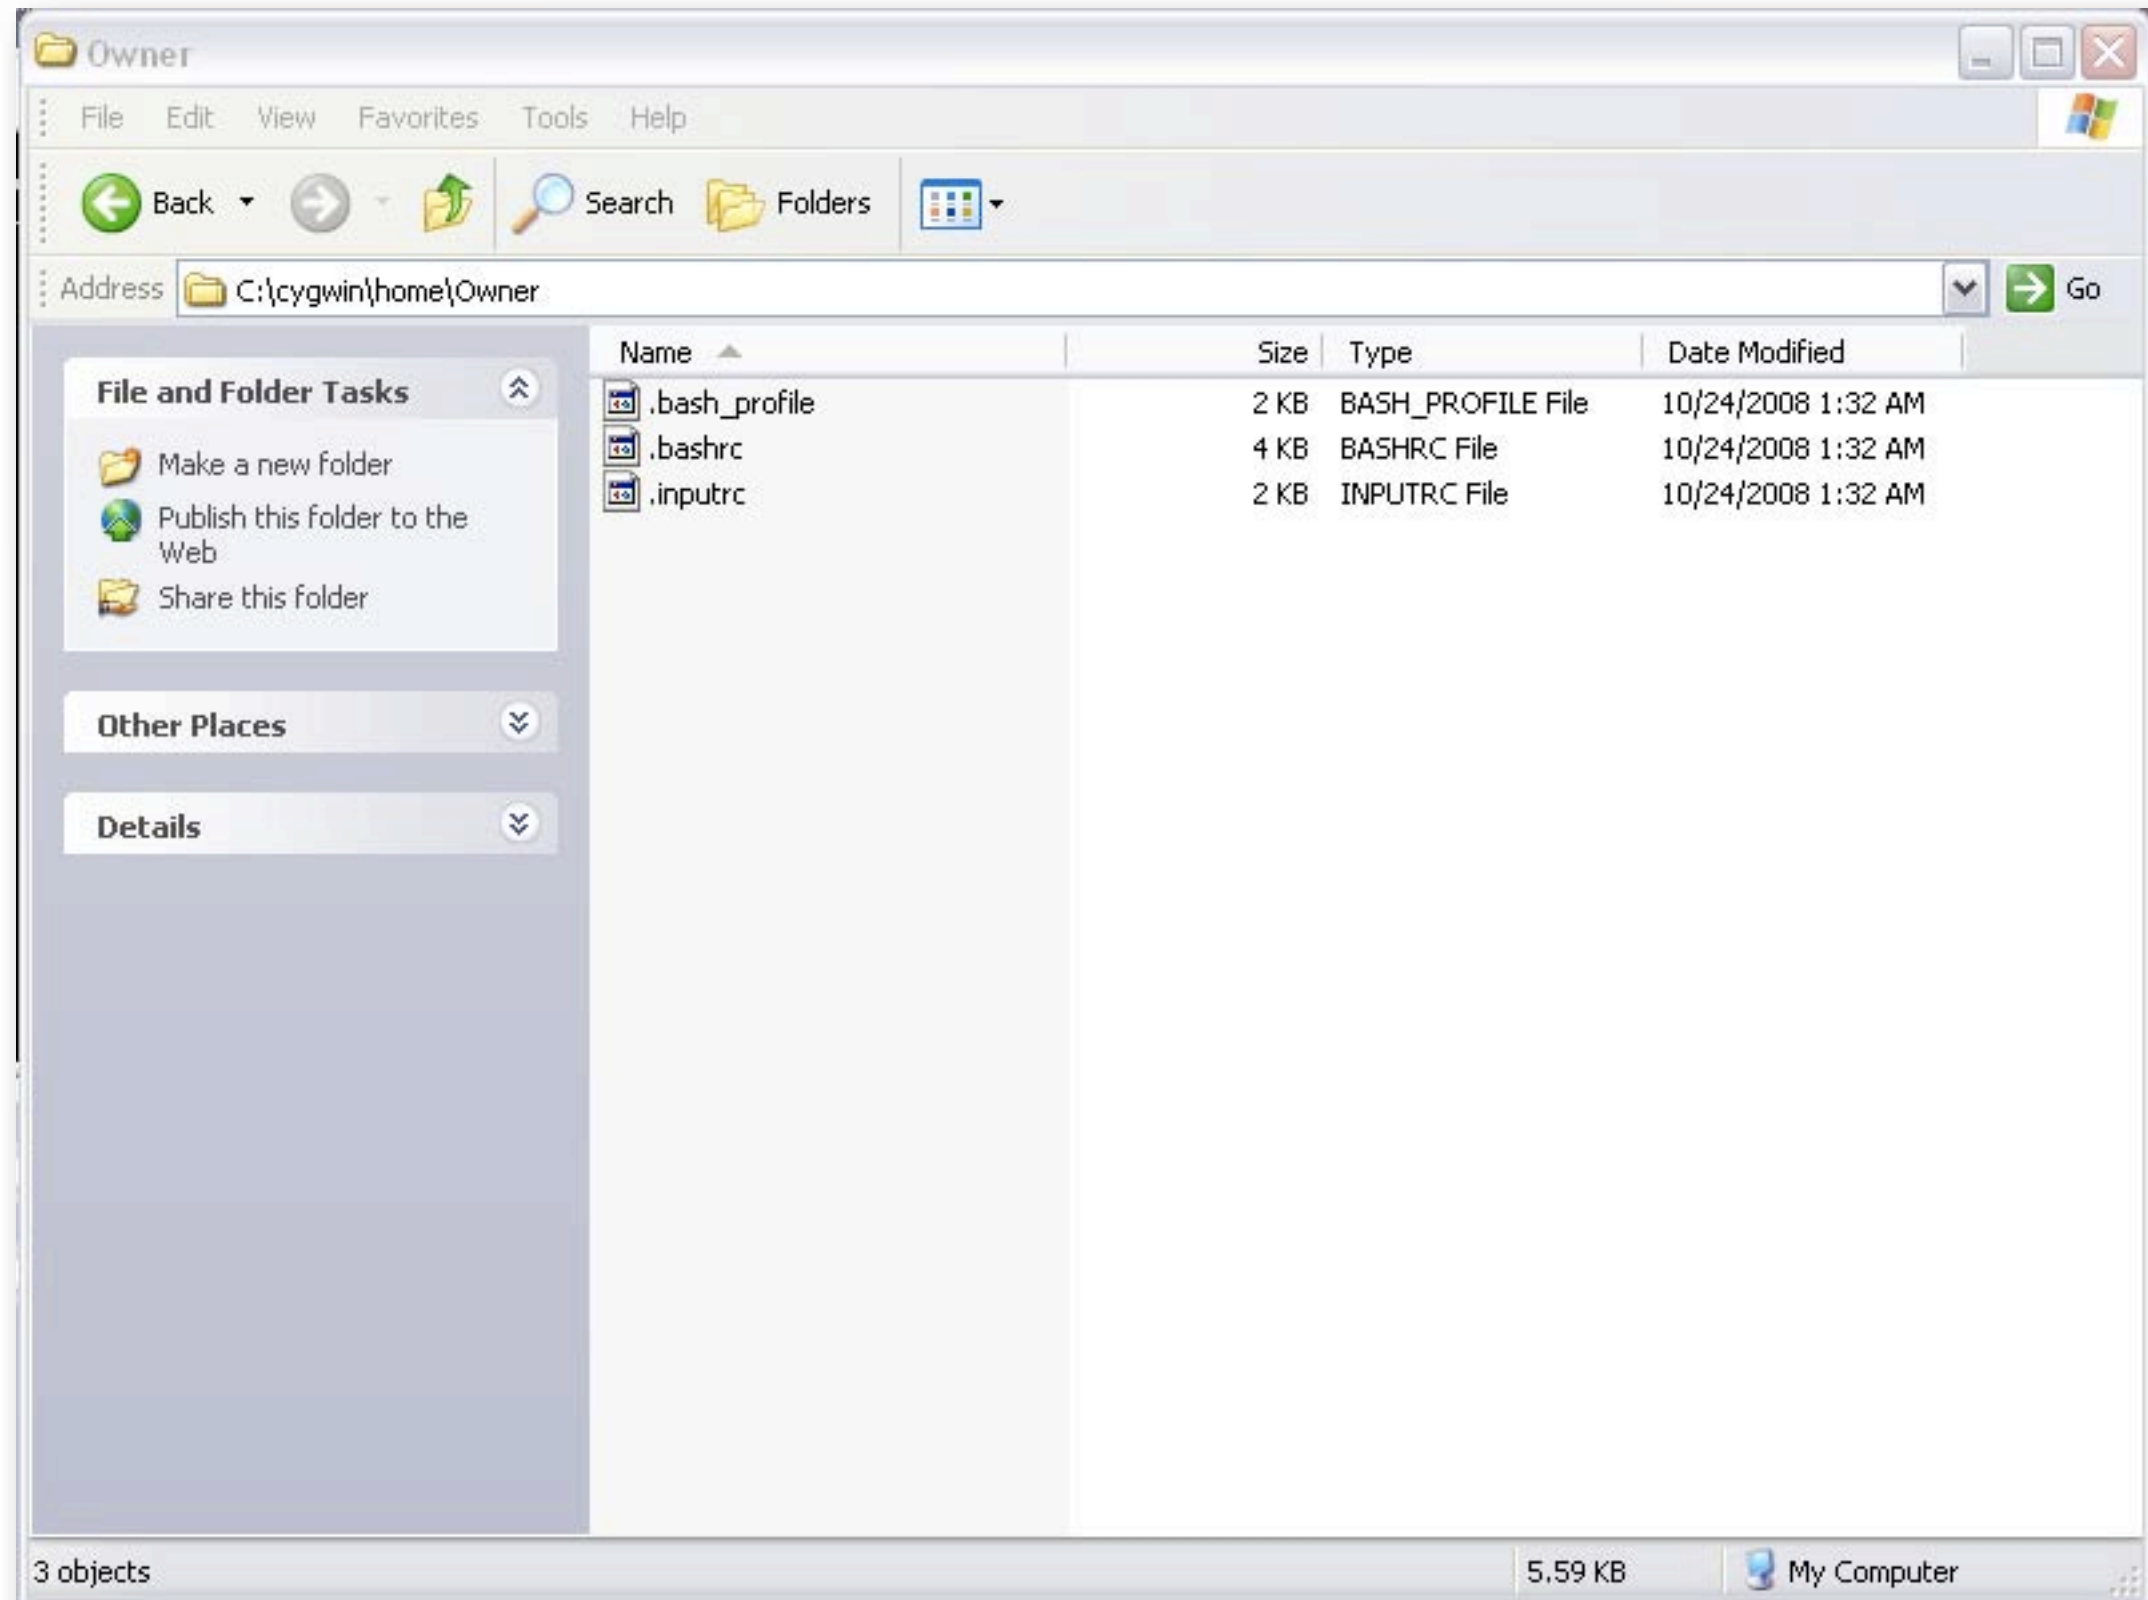 Owner
File Edit View Favorites Tools Help
Back Search Folders
Address C:\cygwin\home\Owner Go
Name Size Type Date Modified
.bash_profile 2 KB BASH_PROFILE File 10/24/2008 1:32 AM
.bashrc 4 KB BASHRC File 10/24/2008 1:32 AM
.inputrc 2 KB INPUTRC File 10/24/2008 1:32 AM
File and Folder Tasks
Make a new folder
Publish this folder to the
Web
Share this folder
Other Places
Details
3 objects 5.59 KB My Computer